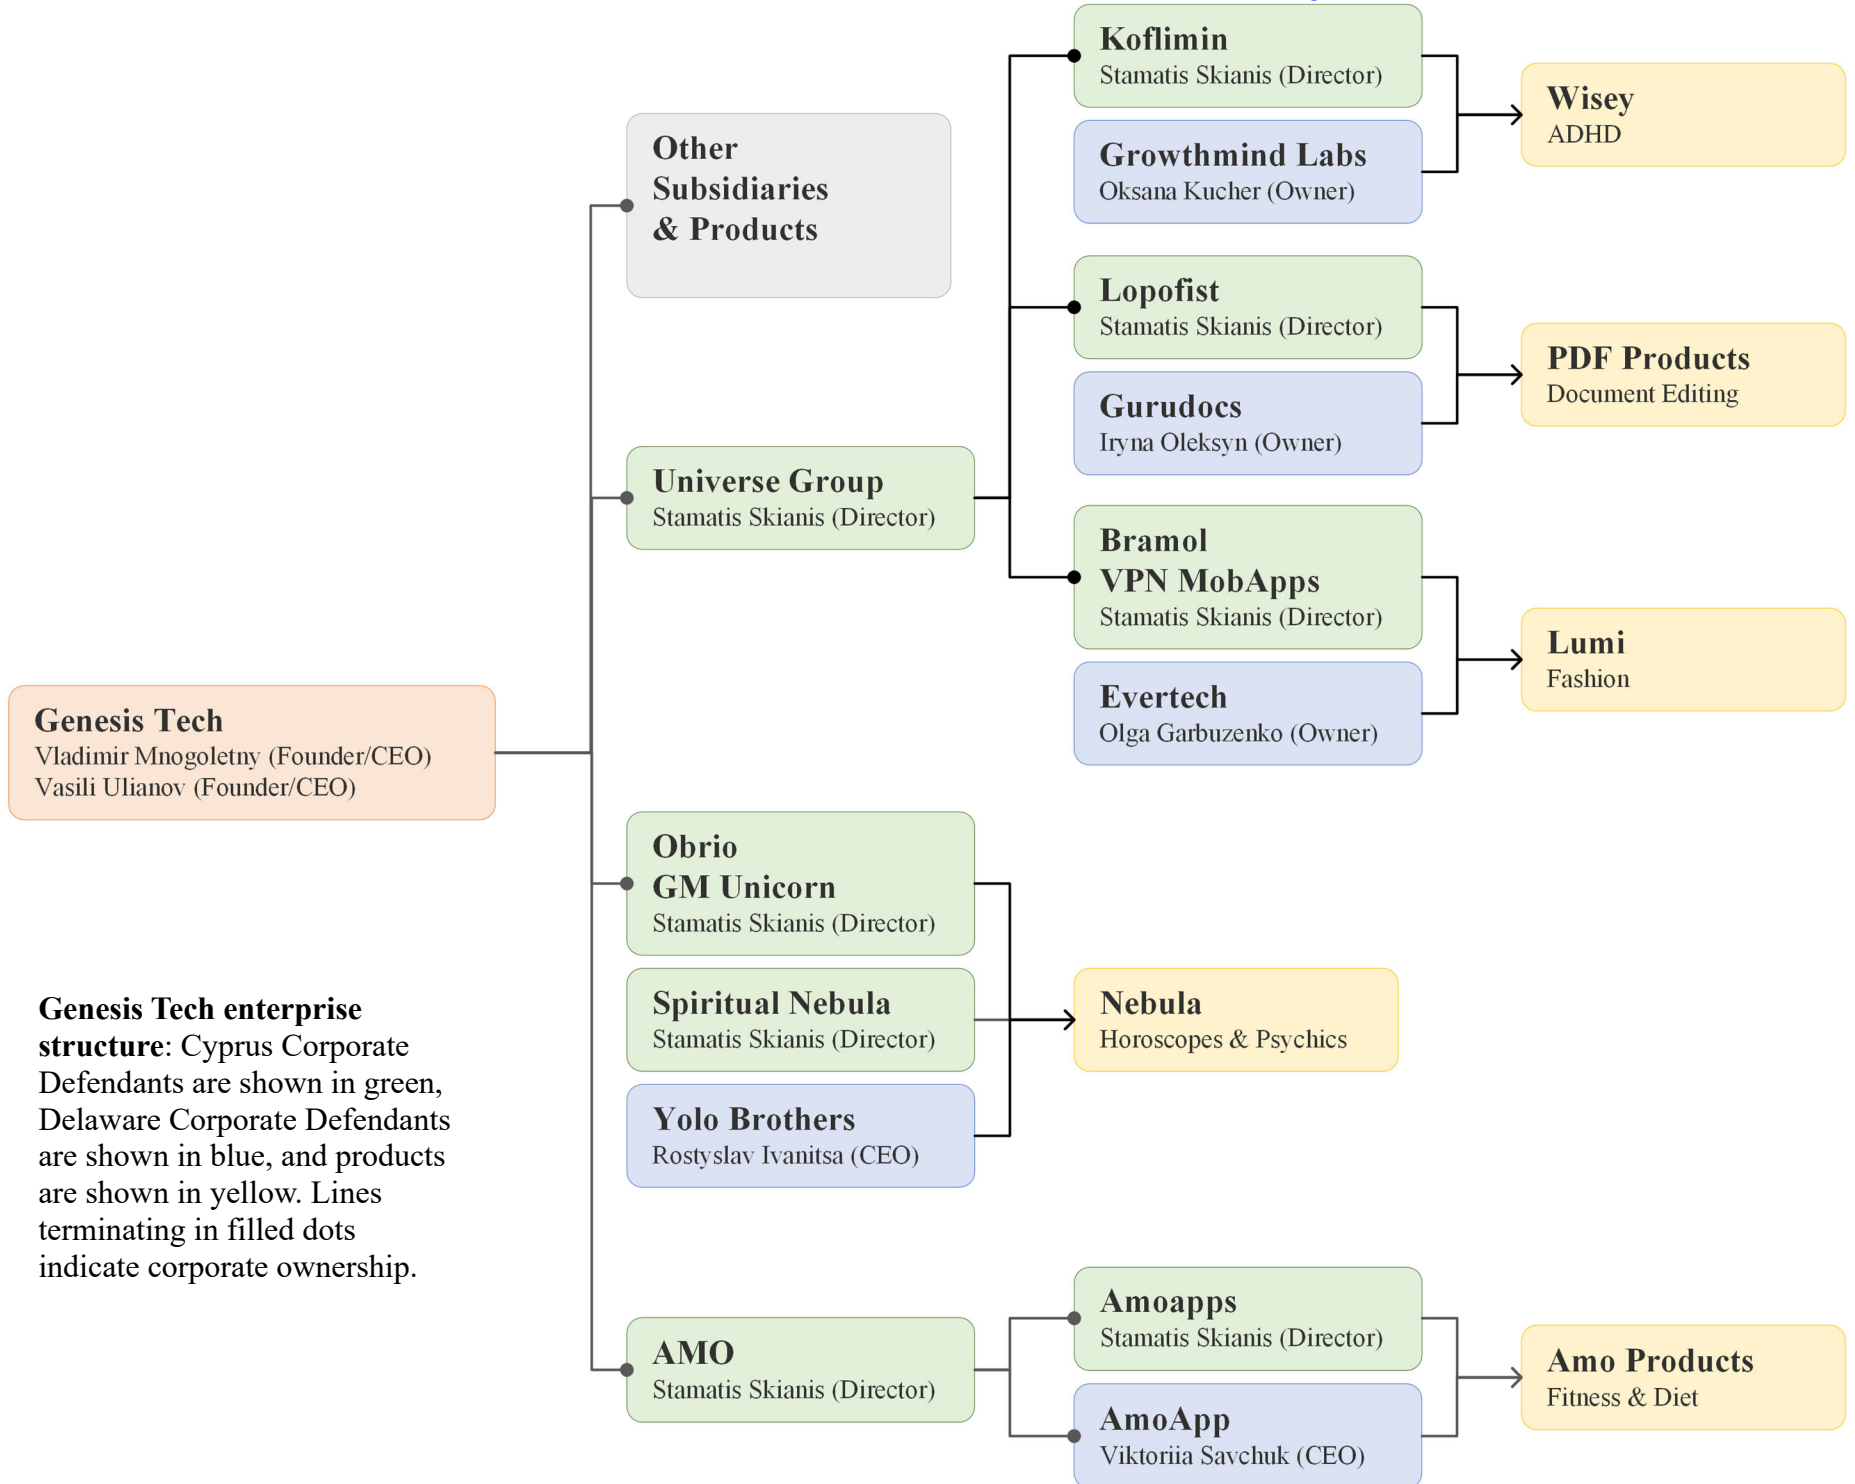 Koflimin
Stamatis Skianis (Director)
Wisey
ADHD
Other
Subsidiaries
& Products
Growthmind Labs
Oksana Kucher (Owner)
Lopofist
Stamatis Skianis (Director)
PDF Products
Document Editing
Gurudocs
Iryna Oleksyn (Owner)
Universe Group
Stamatis Skianis (Director)
Bramol
VPN MobApps
Stamatis Skianis (Director)
Lumi
Fashion
Evertech
Olga Garbuzenko (Owner)
Genesis Tech
Vladimir Mnogoletny (Founder/CEO)
Vasili Ulianov (Founder/CEO)
Obrio
GM Unicorn
Stamatis Skianis (Director)
Spiritual Nebula
Stamatis Skianis (Director)
Nebula
Horoscopes & Psychics
Yolo Brothers
Rostyslav Ivanitsa (CEO)
Genesis Tech enterprise
structure: Cyprus Corporate
Defendants are shown in green,
Delaware Corporate Defendants
are shown in blue, and products
are shown in yellow. Lines
terminating in filled dots
indicate corporate ownership.
AMO
Stamatis Skianis (Director)
Amoapps
Stamatis Skianis (Director)
AmoApp
Viktoriia Savchuk (CEO)
Amo Products
Fitness & Diet